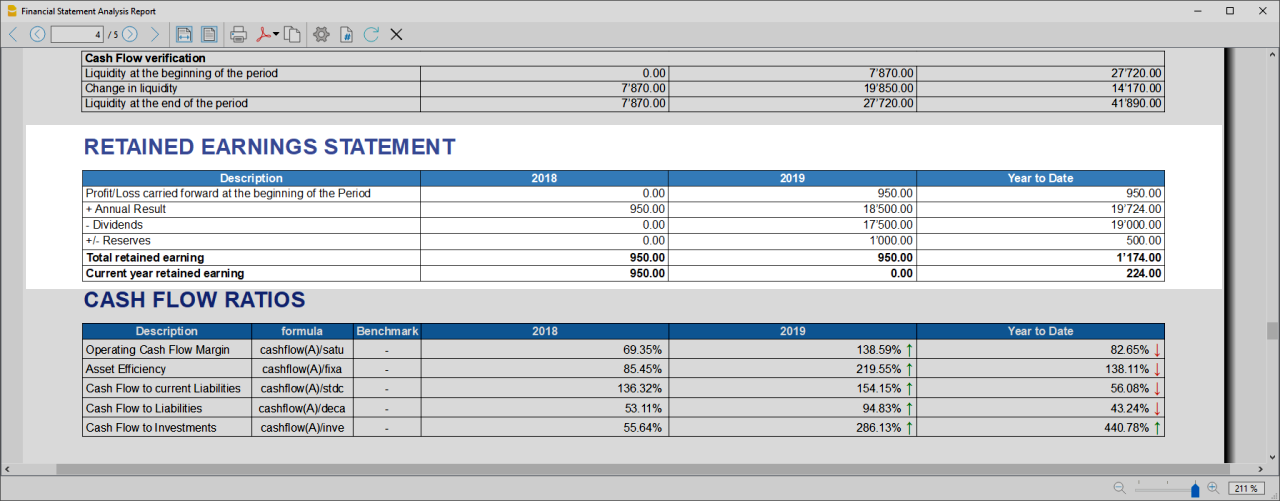 Financial Statement Analysis Report
4 / 5
Cash Flow verification
Liquidity at the beginning of the period 0.00 7'870.00 27'720.00
Change in liquidity 7'870.00 19'850.00 14'170.00
Liquidity at the end of the period 7'870.00 27'720.00 41'890.00
RETAINED EARNINGS STATEMENT
Description 2018 2019 Year to Date
Profit/Loss carried forward at the beginning of the Period 0.00 950.00 950.00
+ Annual Result 950.00 18'500.00 19'724.00
- Dividends 0.00 17'500.00 19'000.00
+/- Reserves 0.00 1'000.00 500.00
Total retained earning 950.00 950.00 1'174.00
Current year retained earning 950.00 0.00 224.00
CASH FLOW RATIOS
Description formula Benchmark 2018 2019 Year to Date
Operating Cash Flow Margin cashflow(A)/satu - 69.35% 138.59% ↑ 82.65% ↓
Asset Efficiency cashflow(A)/fixa - 85.45% 219.55% ↑ 138.11% ↓
Cash Flow to current Liabilities cashflow(A)/stdc - 136.32% 154.15% ↑ 56.08% ↓
Cash Flow to Liabilities cashflow(A)/deca - 53.11% 94.83% ↑ 43.24% ↓
Cash Flow to Investments cashflow(A)/inve - 55.64% 286.13% ↑ 440.78% ↑
211 %